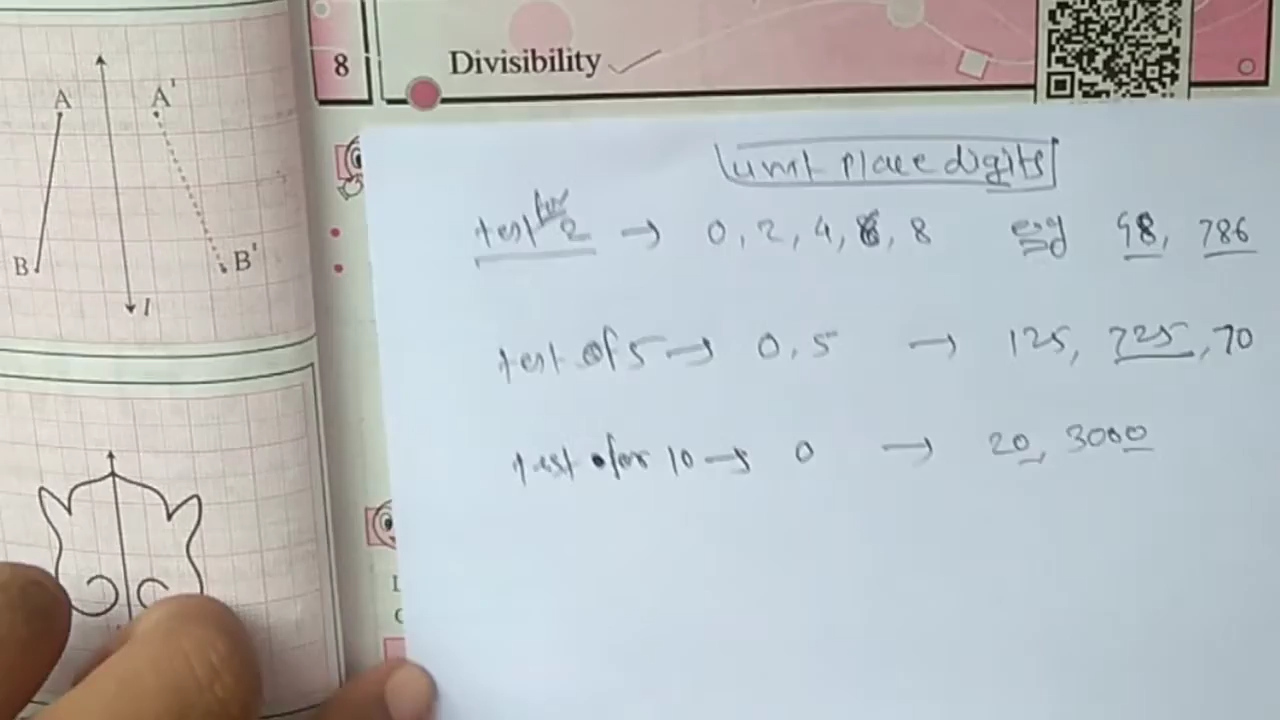 A A'
B B'
l
8 Divisibility
unit place digits
test for 2 → 0, 2, 4, 6, 8 e.g 98, 786
test of 5 → 0, 5 → 125, 725, 70
test for 10 → 0 → 20, 3000